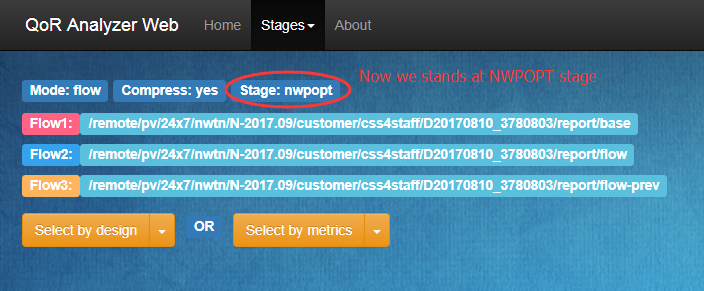 QoR Analyzer Web Home Stages About
Now we stands at NWPOPT stage
Mode: flow Compress: yes Stage: nwpopt
Flow1: /remote/pv/24x7/nwtn/N-2017.09/customer/css4staff/D20170810_3780803/report/base
Flow2: /remote/pv/24x7/nwtn/N-2017.09/customer/css4staff/D20170810_3780803/report/flow
Flow3: /remote/pv/24x7/nwtn/N-2017.09/customer/css4staff/D20170810_3780803/report/flow-prev
Select by design OR Select by metrics